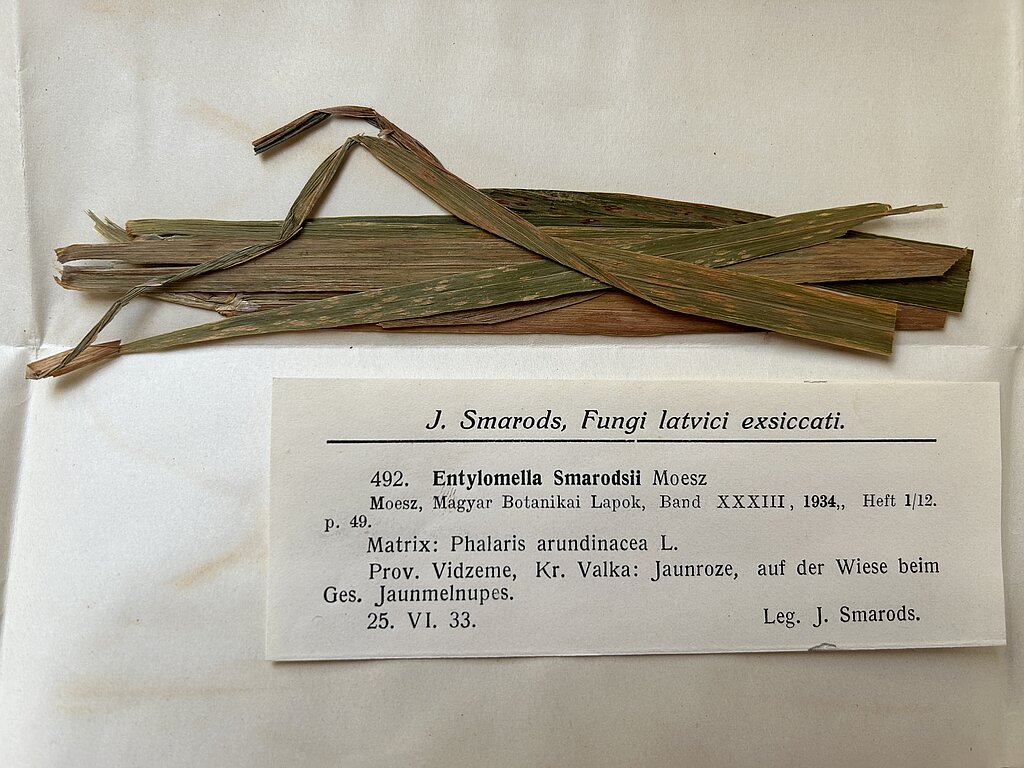 J. Smarods, Fungi latvici exsiccati.
492. Entylomella Smarodsii Moesz
Moesz, Magyar Botanikai Lapok, Band XXXIII, 1934,, Heft 1/12.
p. 49.
Matrix: Phalaris arundinacea L.
Prov. Vidzeme, Kr. Valka: Jaunroze, auf der Wiese beim
Ges. Jaunmelnupes.
25. VI. 33. Leg. J. Smarods.